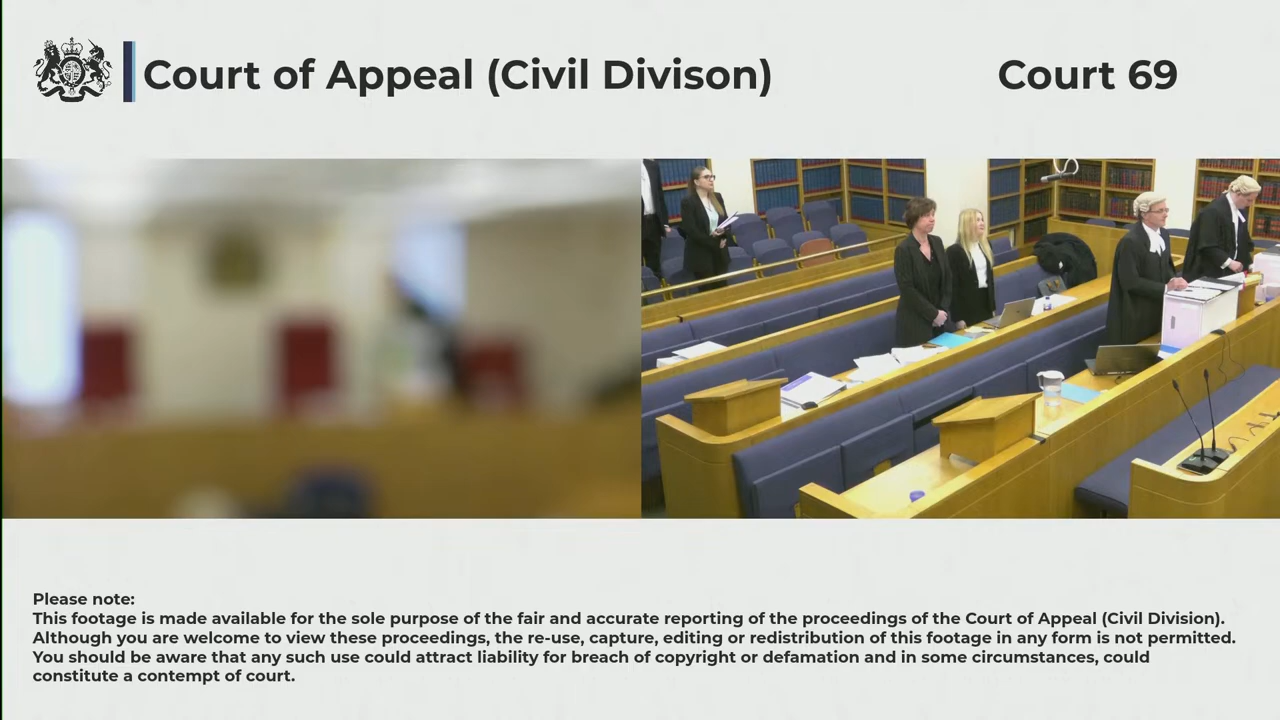 Court of Appeal (Civil Divison)
Court 69
Please note:
This footage is made available for the sole purpose of the fair and accurate reporting of the proceedings of the Court of Appeal (Civil Division).
Although you are welcome to view these proceedings, the re-use, capture, editing or redistribution of this footage in any form is not permitted.
You should be aware that any such use could attract liability for breach of copyright or defamation and in some circumstances, could
constitute a contempt of court.